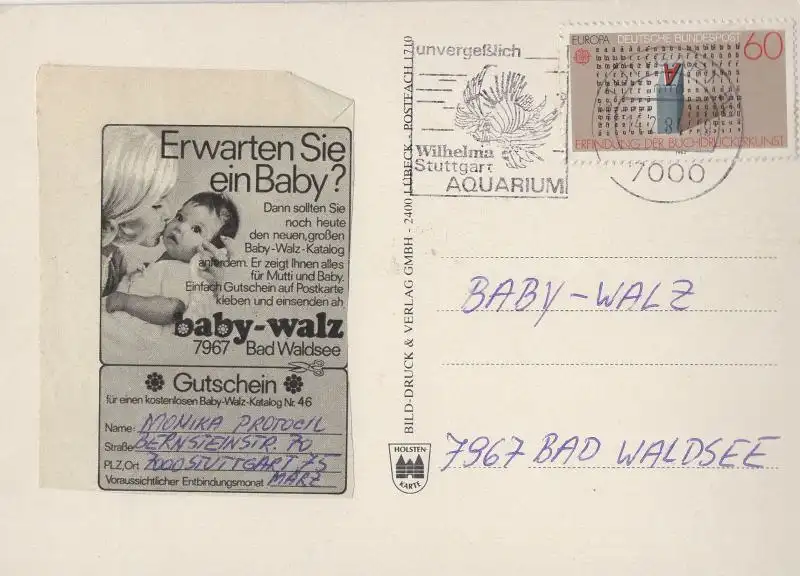 Erwarten Sie
ein Baby?
Dann sollten Sie
noch heute
den neuen, großen
Baby-Walz-Katalog
anfordern. Er zeigt Ihnen alles
für Mutti und Baby.
Einfach Gutschein auf Postkarte
kleben und einsenden an
baby-walz
7967 Bad Waldsee
Gutschein
für einen kostenlosen Baby-Walz-Katalog Nr. 46
Name: MONIKA PROTOCIL
Straße BERNSTEINSTR. 70
PLZ, Ort 7000 STUTTGART 75
Voraussichtlicher Entbindungsmonat MÄRZ
BILD-DRUCK & VERLAG GMBH - 2400 LÜBECK - POSTFACH 1710
HOLSTEN-
KARTE
unvergeßlich
Wilhelma
Stuttgart
AQUARIUM
EUROPA DEUTSCHE BUNDESPOST 60
A
ERFINDUNG DER BUCHDRUCKERKUNST
7000
BABY-WALZ
7967 BAD WALDSEE